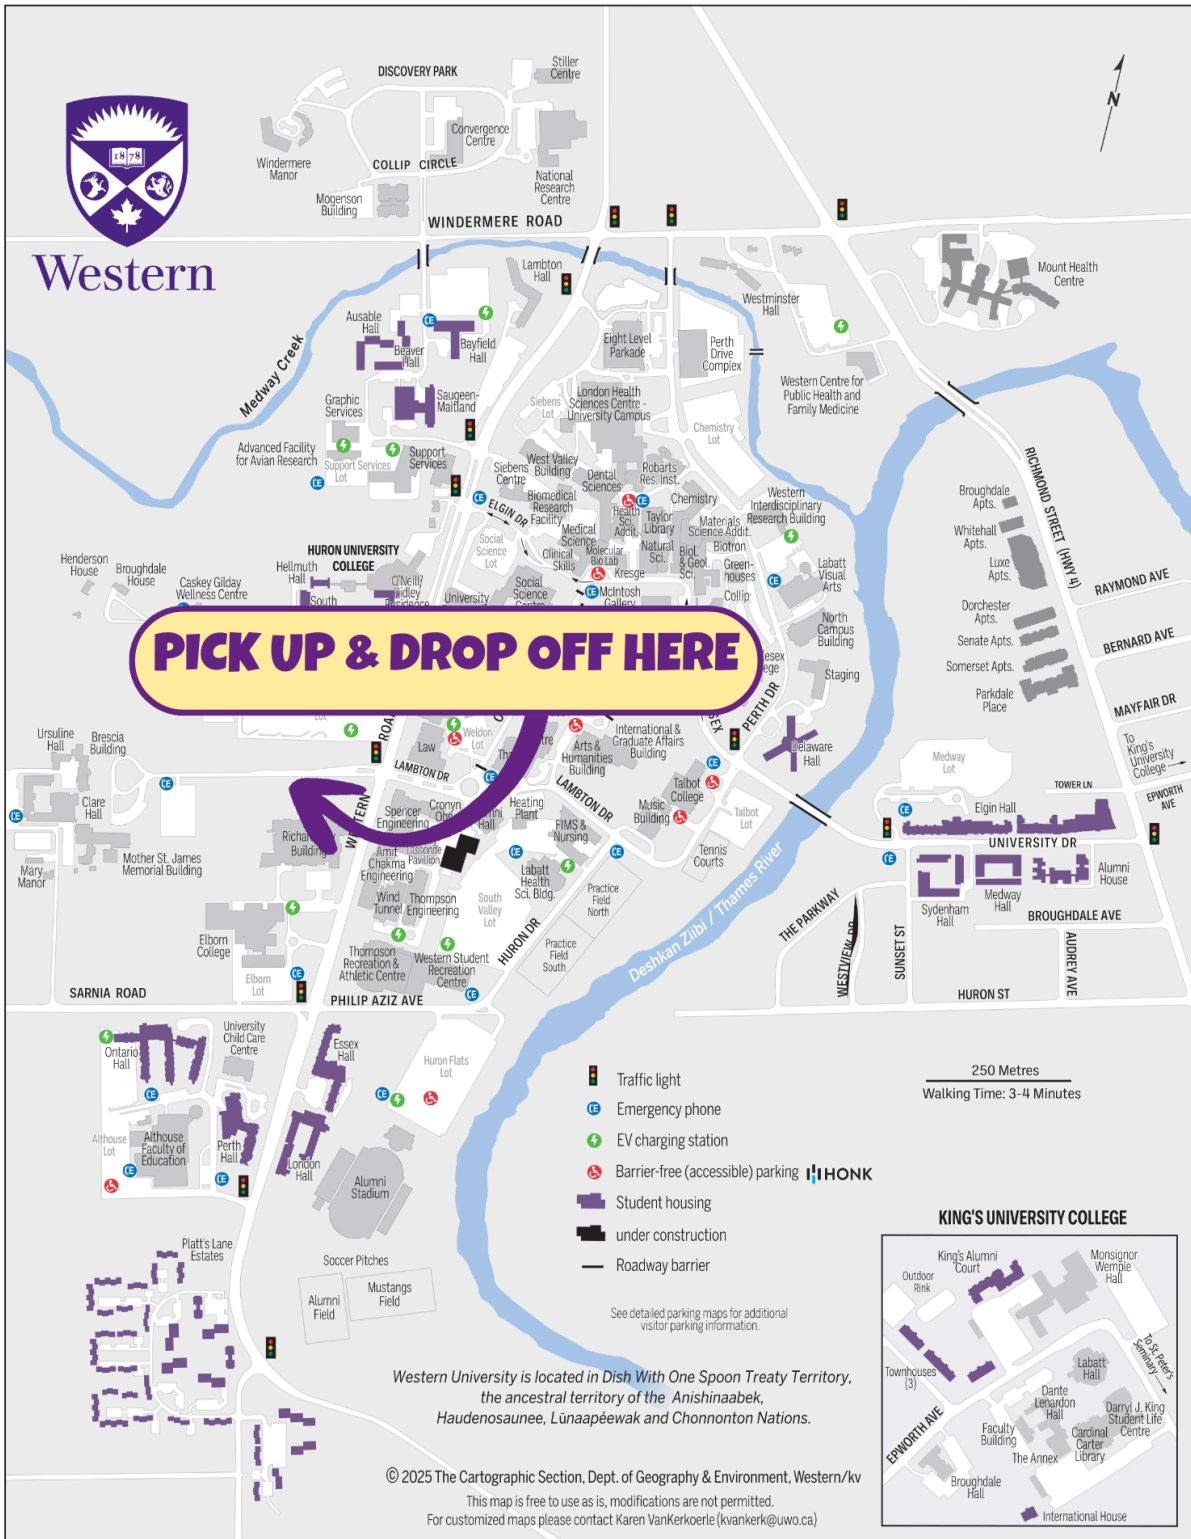 DISCOVERY PARK
Stiller
Centre
Convergence
Centre
Windermere
Manor
COLLIP CIRCLE
National
Research
Centre
Mogenson
Building
N
1878
Western
WINDERMERE ROAD
Lambton
Hall
Mount Health
Centre
Westminster
Hall
Ausable
Hall
Beaver
Hall
Bayfield
Hall
Eight Level
Parkade
Perth
Drive
Complex
Medway Creek
Western Centre for
Public Health and
Family Medicine
Graphic
Services
Saugeen-
Maitland
Siebens
Lot
London Health
Sciences Centre -
University Campus
Chemistry
Lot
Advanced Facility
for Avian Research
Support Services
Lot
Support
Services
Siebens
Centre
West Valley
Building
Dental
Sciences
Robarts
Res. Inst.
RICHMOND STREET (HWY 4)
ELGIN DR
Biomedical
Research
Facility
Health
Sci.
Addit.
Taylor
Library
Chemistry
Western
Interdisciplinary
Research Building
Broughdale
Apts.
Whitehall
Apts.
Luxe
Apts.
Social
Science
Lot
Medical
Science
Clinical
Skills
Molecular
Bio Lab
Natural
Sci.
Biol.
& Geol.
Sci.
Materials
Science Addit.
Biotron
Green-
houses
Labatt
Visual
Arts
Kresge
Collip
Henderson
House
Broughdale
House
HURON UNIVERSITY
COLLEGE
Hellmuth
Hall
South
O'Neil/
Ridley
Residence
Caskey Gilday
Wellness Centre
University
Social
Science
Centre
McIntosh
Gallery
RAYMOND AVE
Dorchester
Apts.
Senate Apts.
Somerset Apts.
Parkdale
Place
BERNARD AVE
MAYFAIR DR
North
Campus
Building
Staging
PICK UP & DROP OFF HERE
PERTH DR
Delaware
Hall
Ursuline
Hall
Brescia
Building
Lot
ROAD
Law
Weldon
Lot
LAMBTON DR
Arts &
Humanities
Building
International &
Graduate Affairs
Building
Medway
Lot
To
King's
University
College
TOWER LN
EPWORTH
AVE
Clare
Hall
WESTERN
Spencer
Engineering
Cronyn
Heating
Plant
LAMBTON DR
Music
Building
Talbot
College
Talbot
Lot
Elgin Hall
UNIVERSITY DR
Building
Amit
Chakma
Engineering
Pavillion
FIMS &
Nursing
Tennis
Courts
Mother St. James
Memorial Building
Mary
Manor
Labatt
Health
Sci. Bldg.
Wind
Tunnel
Thompson
Engineering
South
Valley
Lot
Practice
Field
North
Practice
Field
South
HURON DR
Deshkan Ziibi / Thames River
THE PARKWAY
WESTVIEW DR
SUNSET ST
Sydenham
Hall
Medway
Hall
Alumni
House
BROUGHDALE AVE
AUDREY AVE
HURON ST
Elborn
College
Elborn
Lot
Thompson
Recreation &
Athletic Centre
Western Student
Recreation
Centre
SARNIA ROAD
PHILIP AZIZ AVE
Ontario
Hall
University
Child Care
Centre
Essex
Hall
Huron Flats
Lot
Althouse
Lot
Althouse
Faculty of
Education
Perth
Hall
London
Hall
Alumni
Stadium
250 Metres
Walking Time: 3-4 Minutes
Traffic light
Emergency phone
EV charging station
Barrier-free (accessible) parking HONK
Student housing
under construction
Roadway barrier
See detailed parking maps for additional
visitor parking information.
Platt's Lane
Estates
Soccer Pitches
Alumni
Field
Mustangs
Field
KING'S UNIVERSITY COLLEGE
King's Alumni
Court
Monsignor
Wemple
Hall
Outdoor
Rink
Townhouses
(3)
To St. Peter's
Seminary
Labatt
Hall
Dante
Lenardon
Hall
Darryl J. King
Student Life
Centre
Cardinal
Carter
Library
Faculty
Building
The Annex
EPWORTH AVE
Broughdale
Hall
International House
Western University is located in Dish With One Spoon Treaty Territory,
the ancestral territory of the Anishinaabek,
Haudenosaunee, Lūnaapéewak and Chonnonton Nations.
© 2025 The Cartographic Section, Dept. of Geography & Environment, Western/kv
This map is free to use as is, modifications are not permitted.
For customized maps please contact Karen VanKerkoerle (kvankerk@uwo.ca)